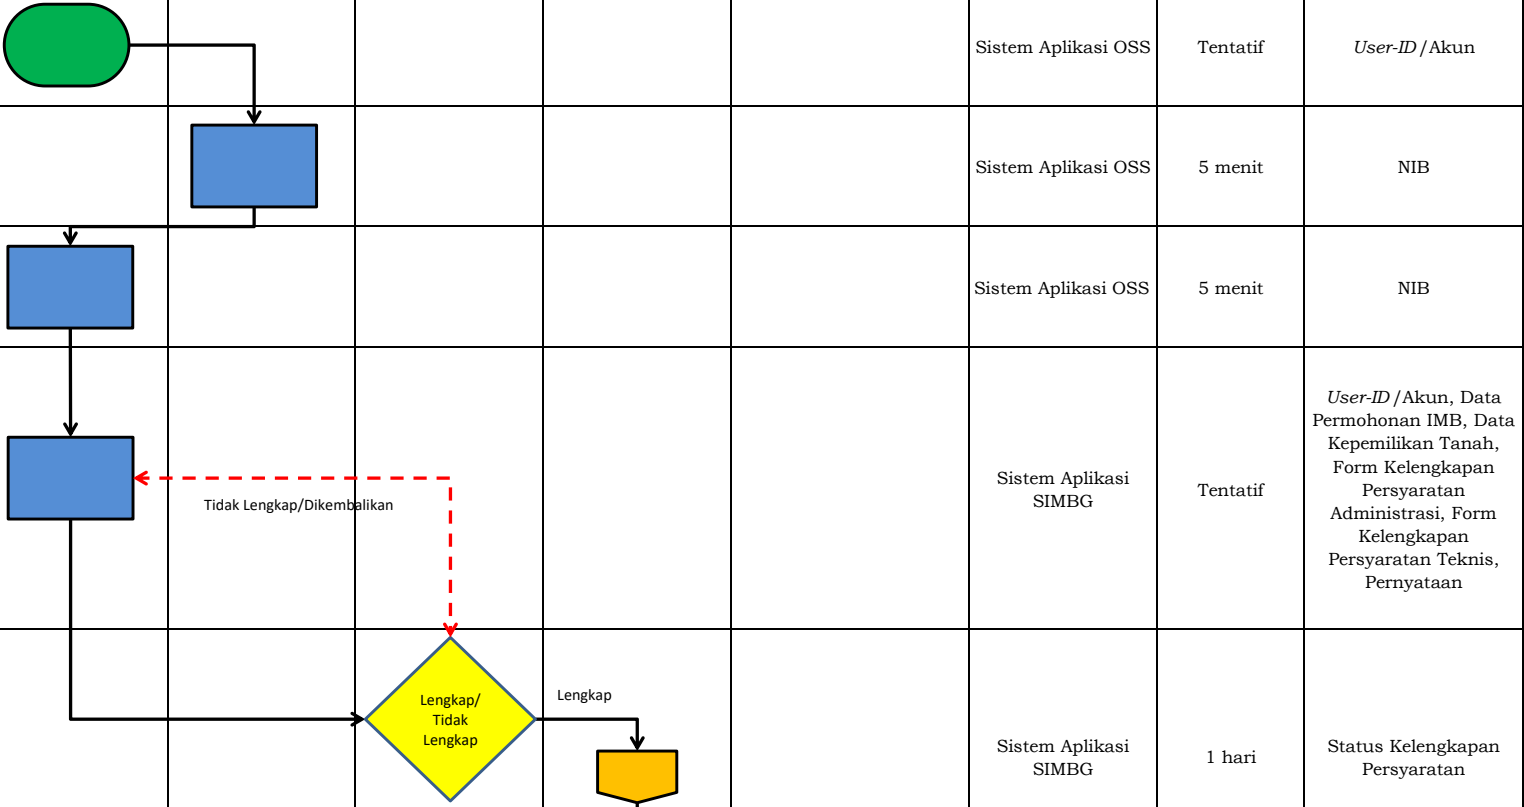 Sistem Aplikasi OSS
Tentatif
User-ID/Akun
Sistem Aplikasi OSS
5 menit
NIB
Sistem Aplikasi OSS
5 menit
NIB
Tidak Lengkap/Dikembalikan
Sistem Aplikasi
SIMBG
Tentatif
User-ID/Akun, Data
Permohonan IMB, Data
Kepemilikan Tanah,
Form Kelengkapan
Persyaratan
Administrasi, Form
Kelengkapan
Persyaratan Teknis,
Pernyataan
Lengkap/
Tidak
Lengkap
Lengkap
Sistem Aplikasi
SIMBG
1 hari
Status Kelengkapan
Persyaratan